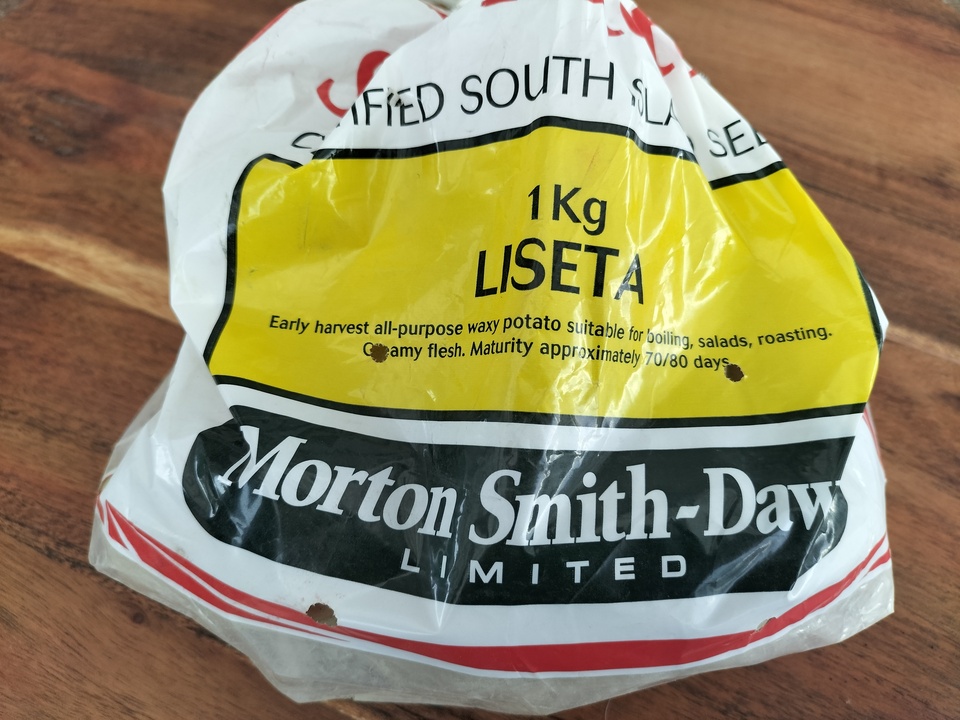 SOUTH
1Kg
LISETA
Early harvest all-purpose waxy potato suitable for boiling, salads, roasting.
Creamy flesh. Maturity approximately 70/80 days.
Morton Smith-Daw
LIMITED